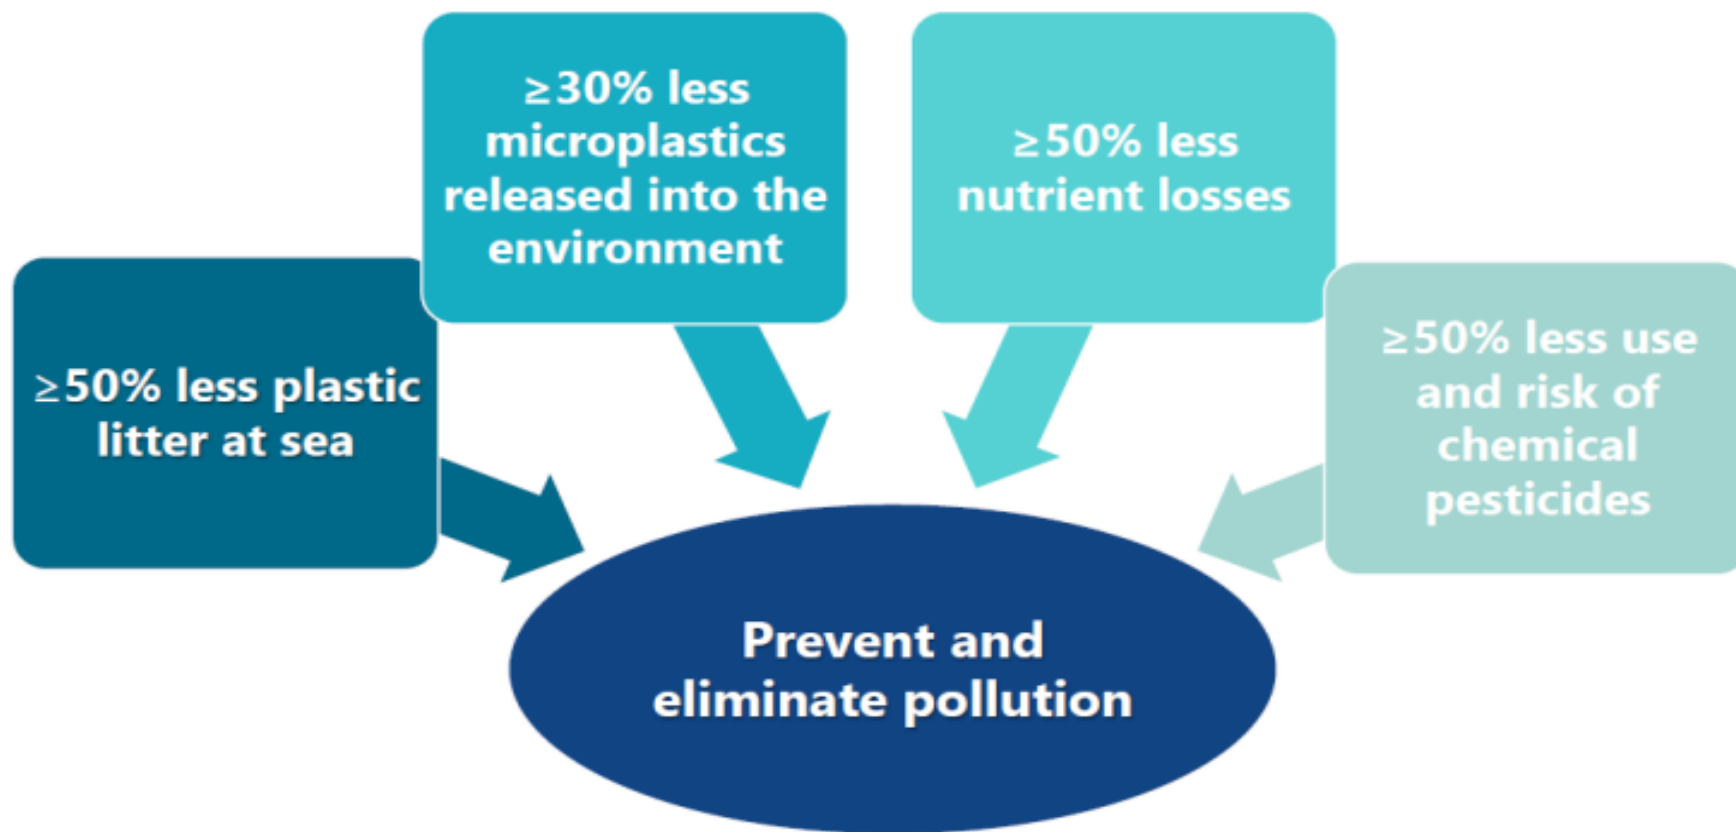 ≥50% less plastic
litter at sea
≥30% less
microplastics
released into the
environment
≥50% less
nutrient losses
≥50% less use
and risk of
chemical
pesticides
Prevent and
eliminate pollution